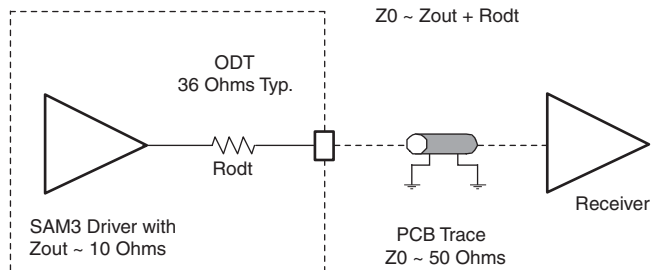 Z0 ~ Zout + Rodt
ODT
36 Ohms Typ.
Rodt
Receiver
SAM3 Driver with
Zout ~ 10 Ohms
PCB Trace
Z0 ~ 50 Ohms